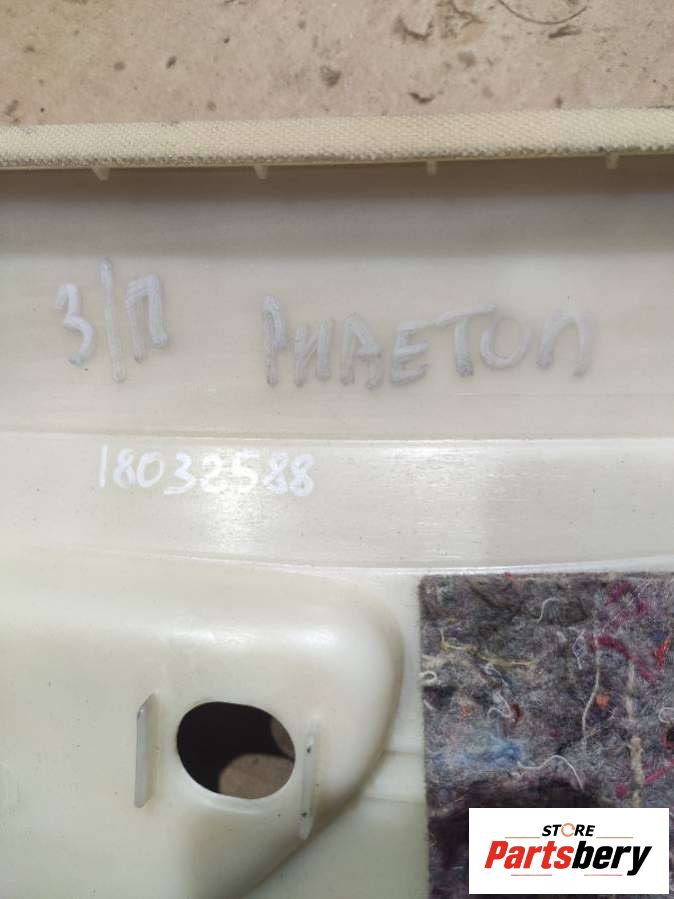 З/П PHAETON
18032588
STORE
Partsbery